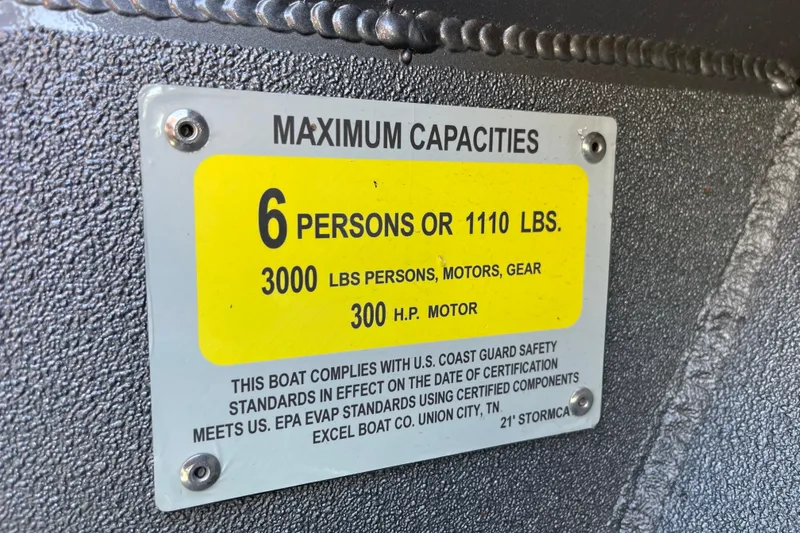 MAXIMUM CAPACITIES
6 PERSONS OR 1110 LBS.
3000 LBS PERSONS, MOTORS, GEAR
300 H.P. MOTOR
THIS BOAT COMPLIES WITH U.S. COAST GUARD SAFETY
STANDARDS IN EFFECT ON THE DATE OF CERTIFICATION
MEETS US. EPA EVAP STANDARDS USING CERTIFIED COMPONENTS
EXCEL BOAT CO. UNION CITY, TN
21' STORMCA